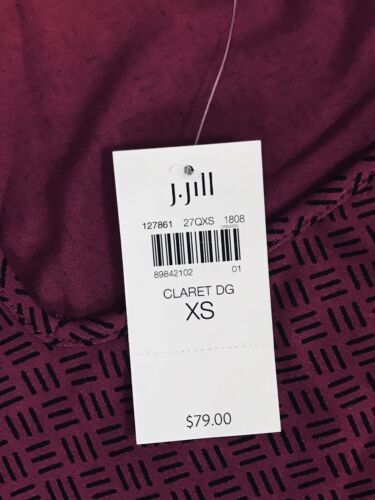 J.Jill
127861 27QXS 1808
89842102 01
CLARET DG
XS
$79.00